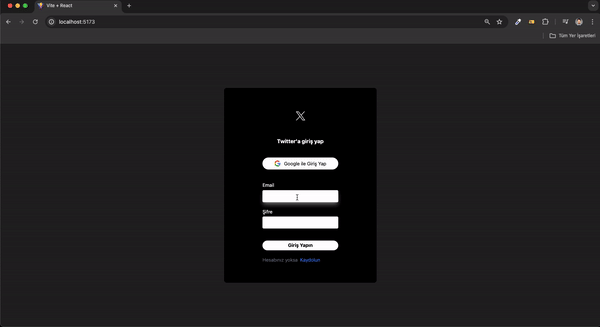 Vite + React
localhost:5173
Tüm Yer İşaretleri
Twitter'a giriş yap
Google ile Giriş Yap
Email
Şifre
Giriş Yapın
Hesabınız yoksa Kaydolun